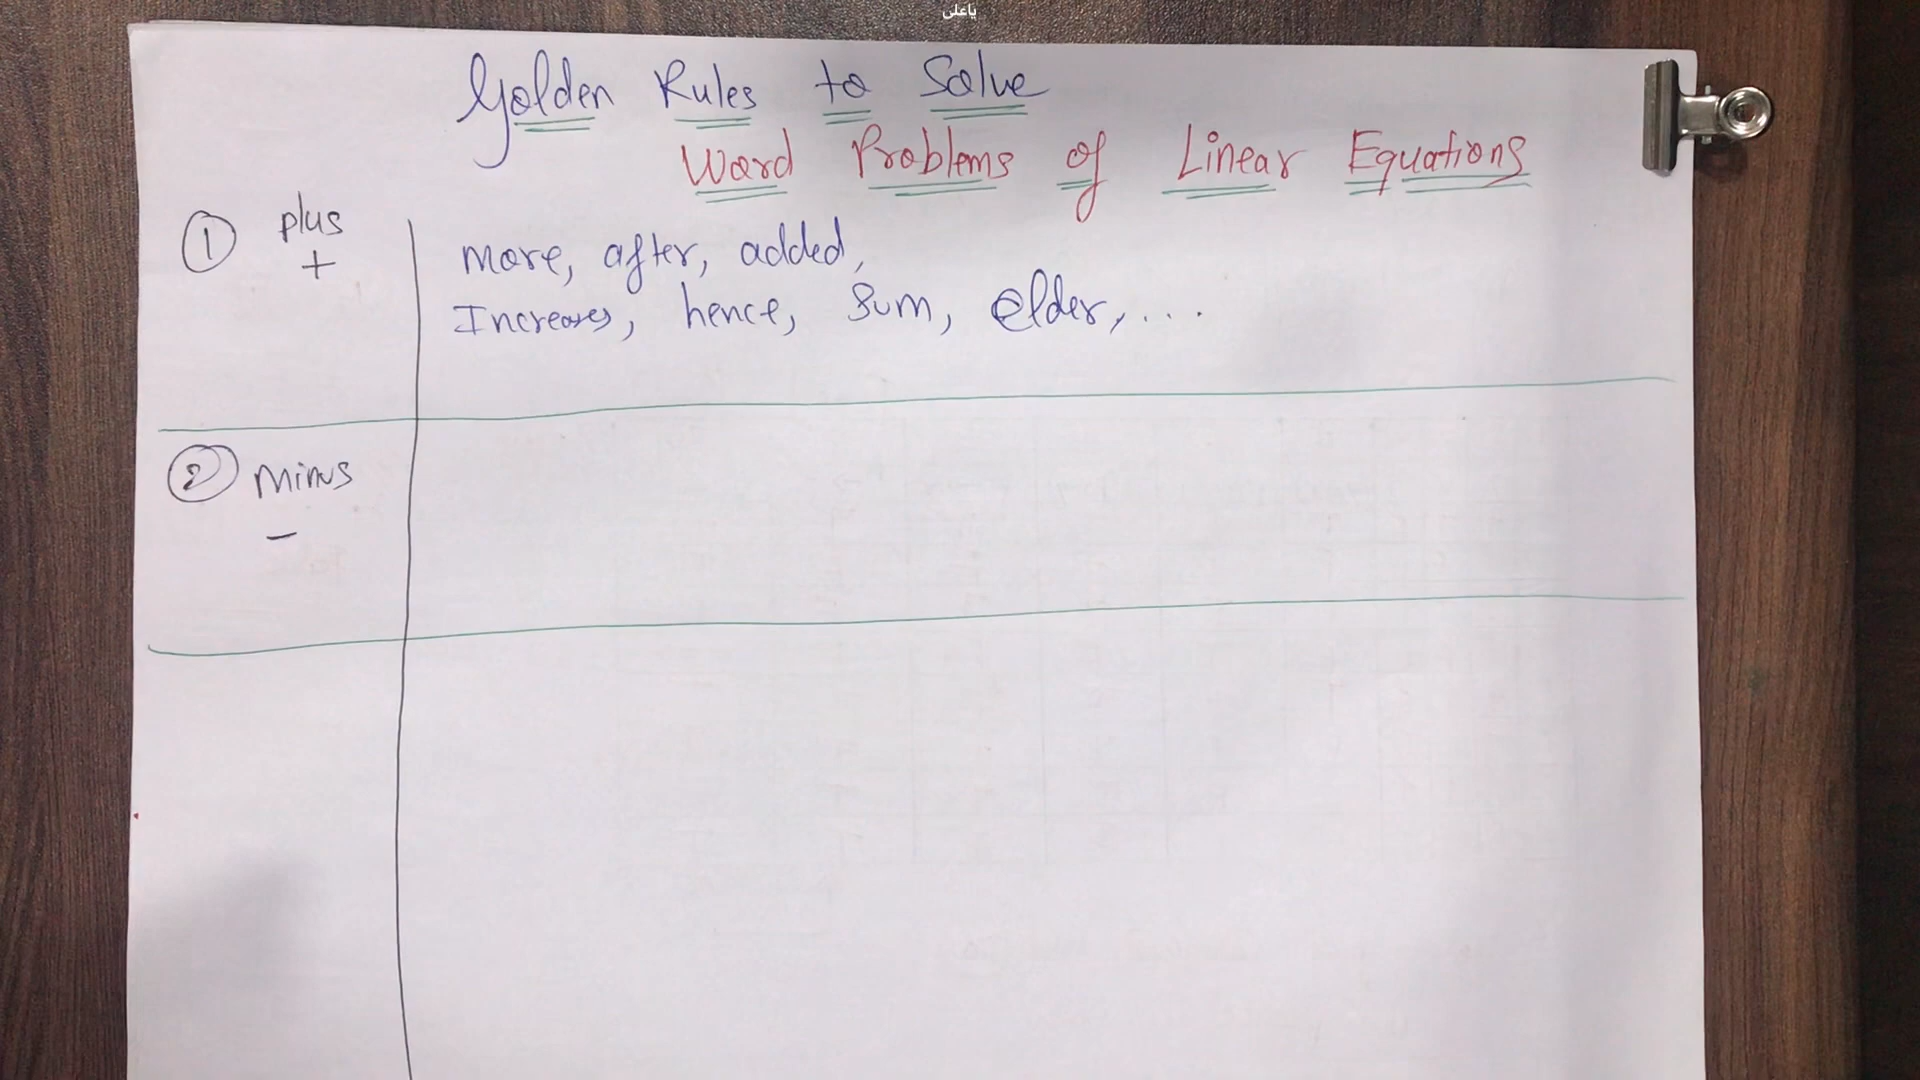 ياعلى
Golden Rules to Solve
Word Problems of Linear Equations
① plus
+
more, after, added,
Increases, hence, Sum, elder, ...
② minus
-